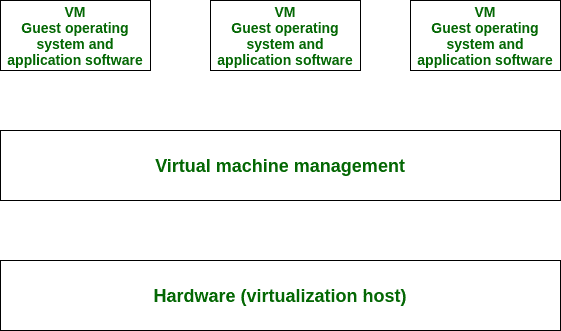 VM
Guest operating
system and
application software
VM
Guest operating
system and
application software
VM
Guest operating
system and
application software
Virtual machine management
Hardware (virtualization host)